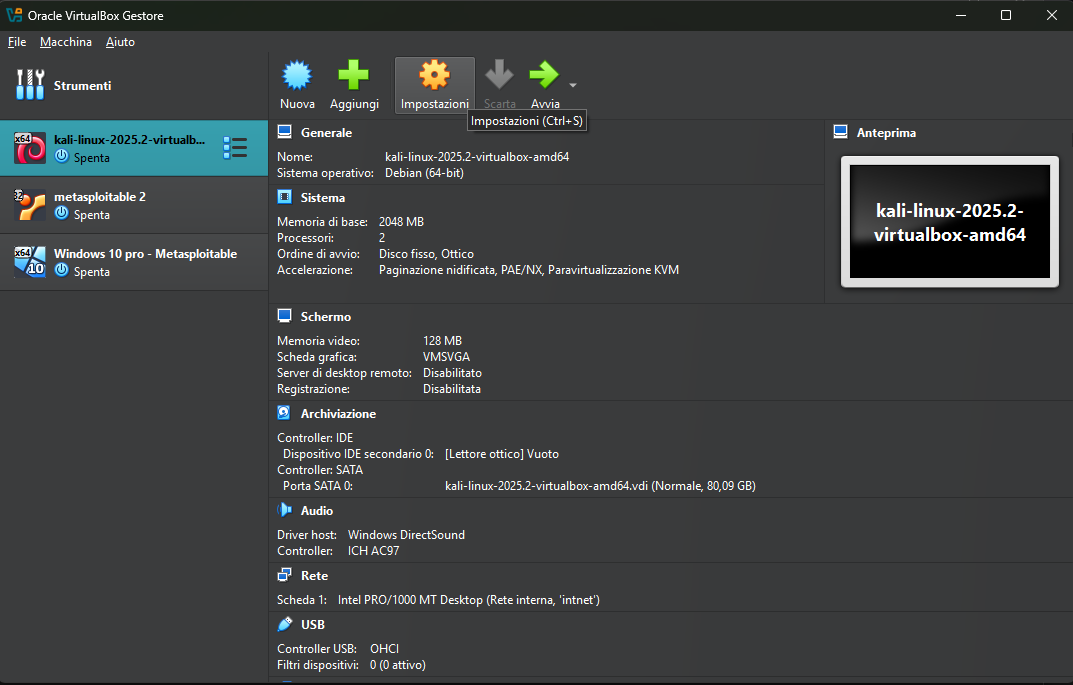 Oracle VirtualBox Gestore
File Macchina Aiuto
Strumenti
Nuova Aggiungi Impostazioni Scarta Avvia
Impostazioni (Ctrl+S)
x64 kali-linux-2025.2-virtualb...
Spenta
32 metasploitable 2
Spenta
x64 10 Windows 10 pro - Metasploitable
Spenta
Generale
Nome: kali-linux-2025.2-virtualbox-amd64
Sistema operativo: Debian (64-bit)
Sistema
Memoria di base: 2048 MB
Processori: 2
Ordine di avvio: Disco fisso, Ottico
Accelerazione: Paginazione nidificata, PAE/NX, Paravirtualizzazione KVM
Anteprima
kali-linux-2025.2-
virtualbox-amd64
Schermo
Memoria video: 128 MB
Scheda grafica: VMSVGA
Server di desktop remoto: Disabilitato
Registrazione: Disabilitata
Archiviazione
Controller: IDE
Dispositivo IDE secondario 0: [Lettore ottico] Vuoto
Controller: SATA
Porta SATA 0: kali-linux-2025.2-virtualbox-amd64.vdi (Normale, 80,09 GB)
Audio
Driver host: Windows DirectSound
Controller: ICH AC97
Rete
Scheda 1: Intel PRO/1000 MT Desktop (Rete interna, 'intnet')
USB
Controller USB: OHCI
Filtri dispositivi: 0 (0 attivo)